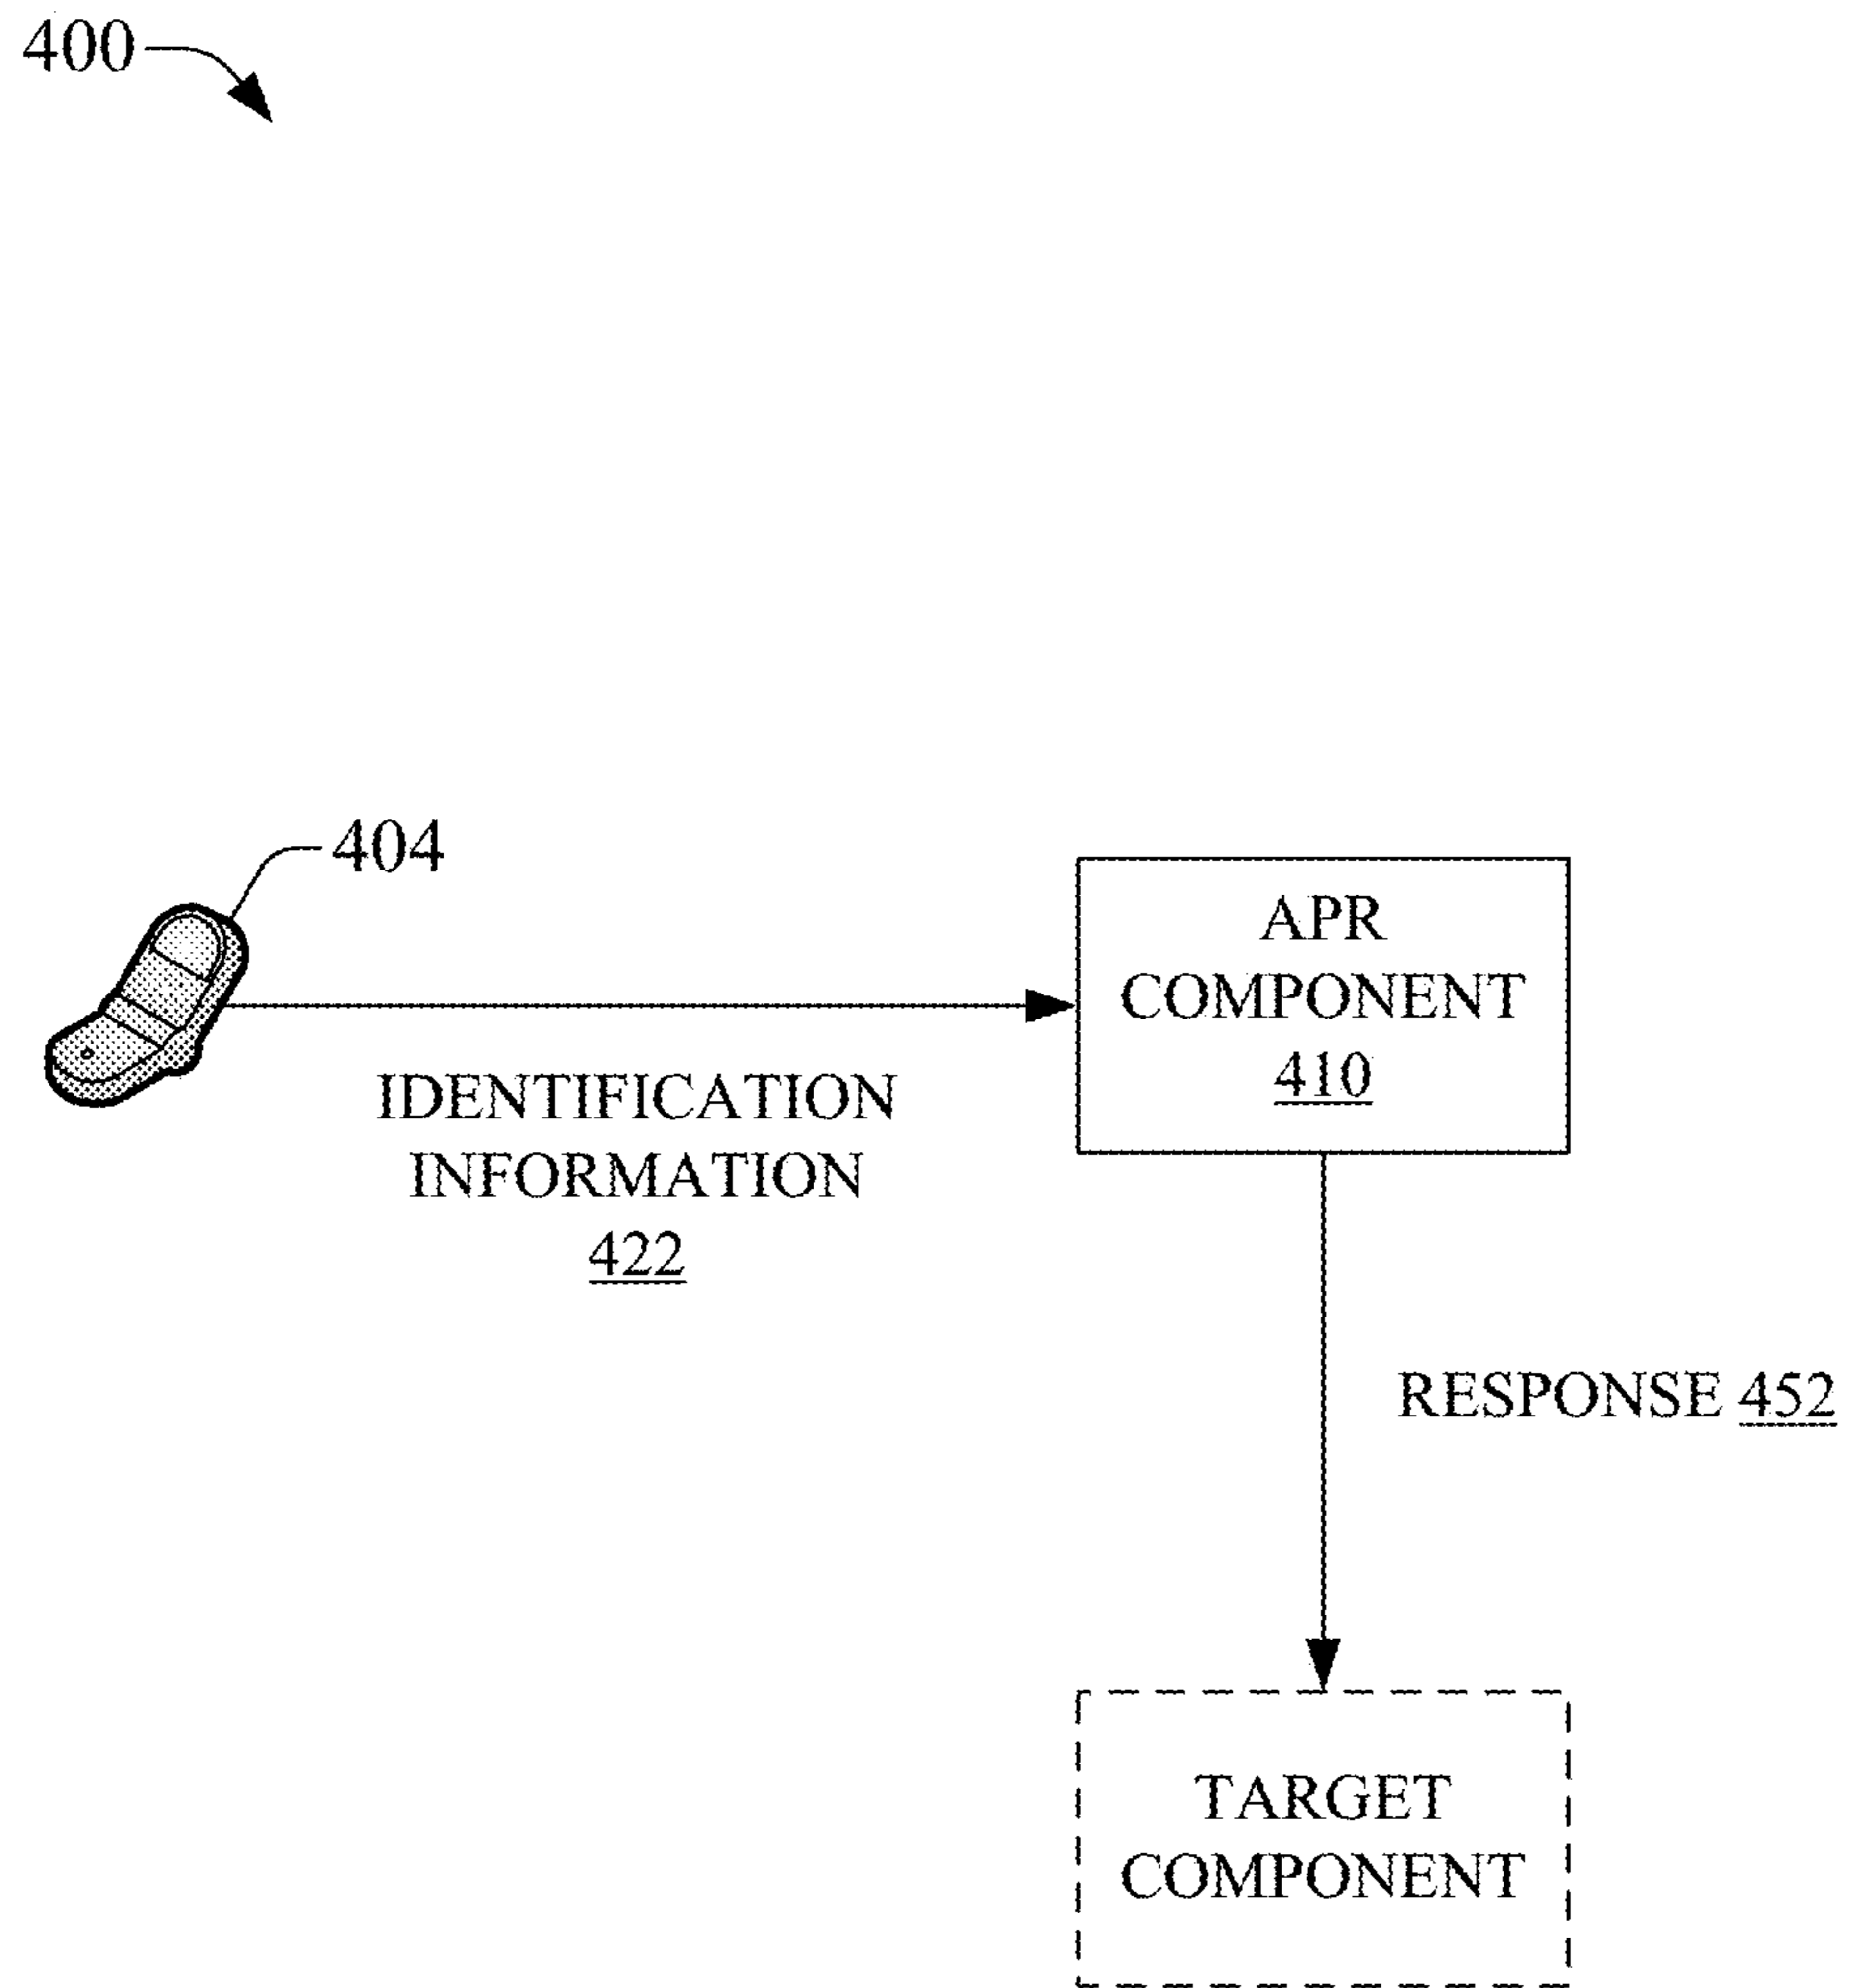 400
404
APR
COMPONENT
410
IDENTIFICATION
INFORMATION
422
RESPONSE 452
TARGET
COMPONENT